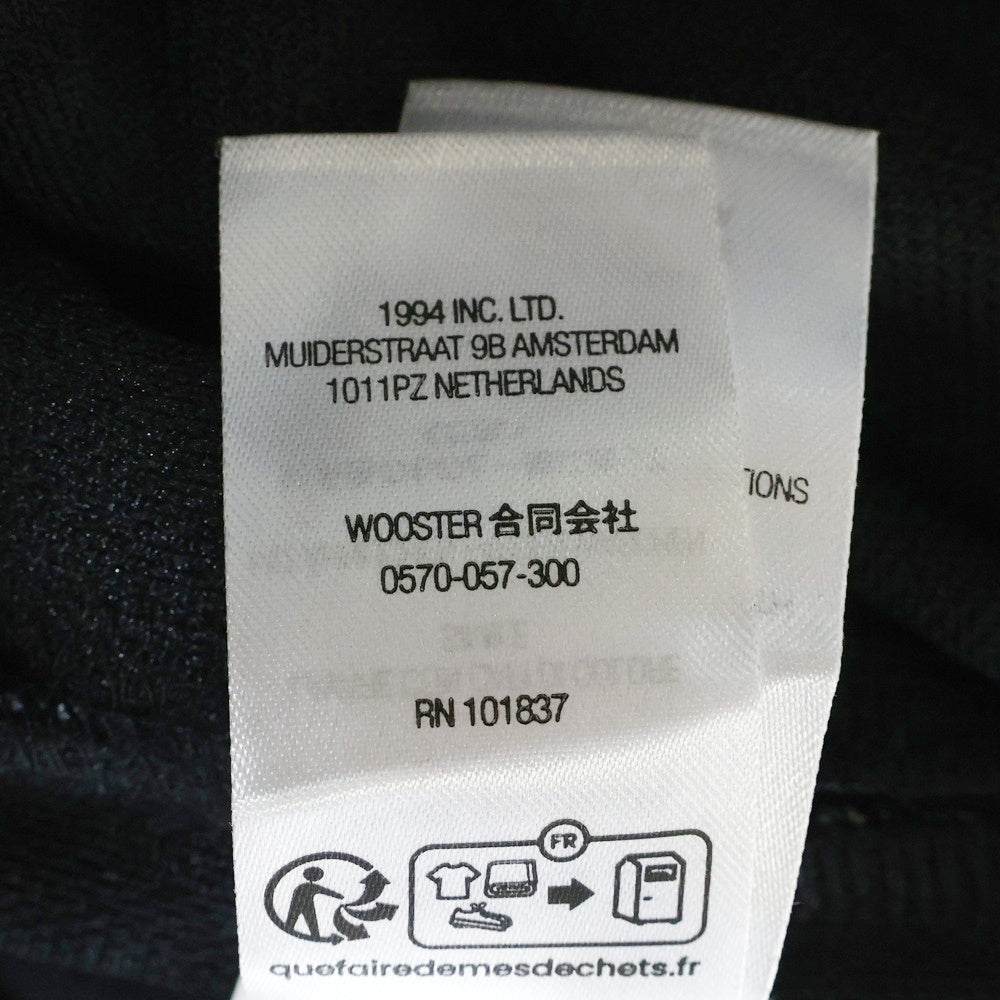 1994 INC. LTD.
MUIDERSTRAAT 9B AMSTERDAM
1011PZ NETHERLANDS
WOOSTER 合同会社
0570-057-300
RN 101837
FR
quefairedemesdechets.fr